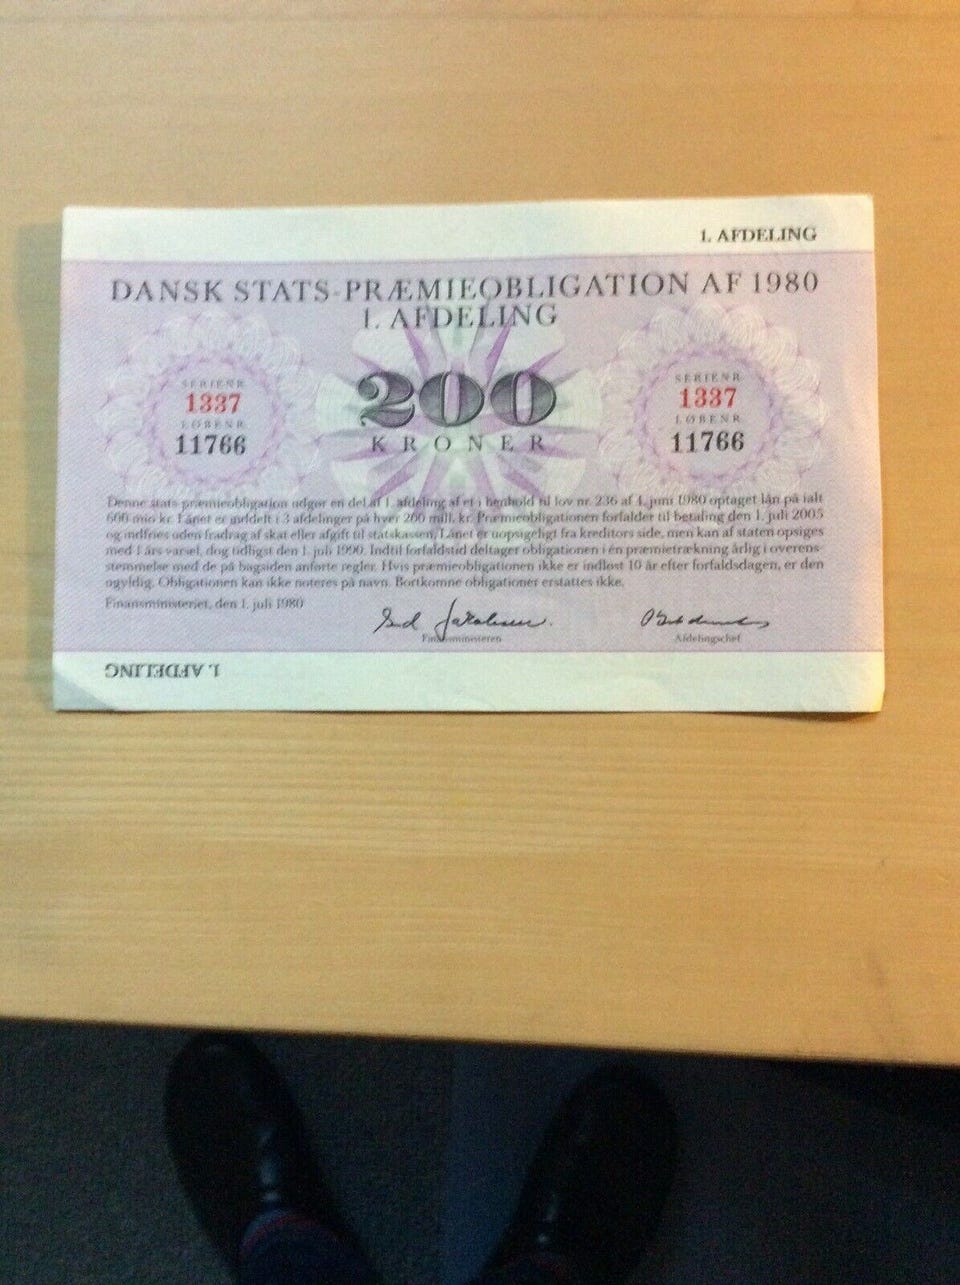 1. AFDELING
DANSK STATS-PRÆMIEOBLIGATION AF 1980
1. AFDELING
SERIENR
1337
LØBENR
11766
200
KRONER
SERIENR
1337
LØBENR
11766
Denne stats-præmieobligation udgør en del af 1. afdeling af et i henhold til lov nr. 236 af 4. juni 1980 optaget lån på ialt
600 mio kr. Lånet er inddelt i 3 afdelinger på hver 200 mill. kr. Præmieobligationen forfalder til betaling den 1. juli 2005
og indfries uden fradrag af skat eller afgift til statskassen. Lånet er uopsigeligt fra kreditors side, men kan af staten opsiges
med 1 års varsel, dog tidligst den 1. juli 1990. Indtil forfaldstid deltager obligationen i én præmietrækning årlig i overens-
stemmelse med de på bagsiden anførte regler. Hvis præmieobligationen ikke er indløst 10 år efter forfaldsdagen, er den
ugyldig. Obligationen kan ikke noteres på navn. Bortkomne obligationer erstattes ikke.
Finansministeriet, den 1. juli 1980
Finansministeren
Afdelingschef
1. AFDELING